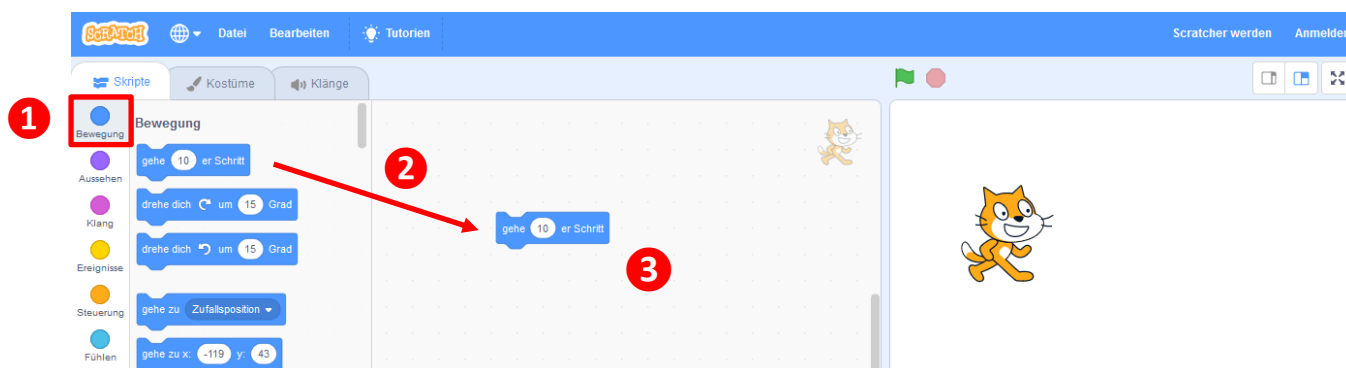 SCRATCH Datei Bearbeiten Tutorien Scratcher werden Anmelden
Skripte Kostüme Klänge
1
Bewegung
Aussehen
Klang
Ereignisse
Steuerung
Fühlen
Bewegung
gehe 10 er Schritt
drehe dich um 15 Grad
drehe dich um 15 Grad
gehe zu Zufallsposition
gehe zu x: -119 y: 43
2
gehe 10 er Schritt
3